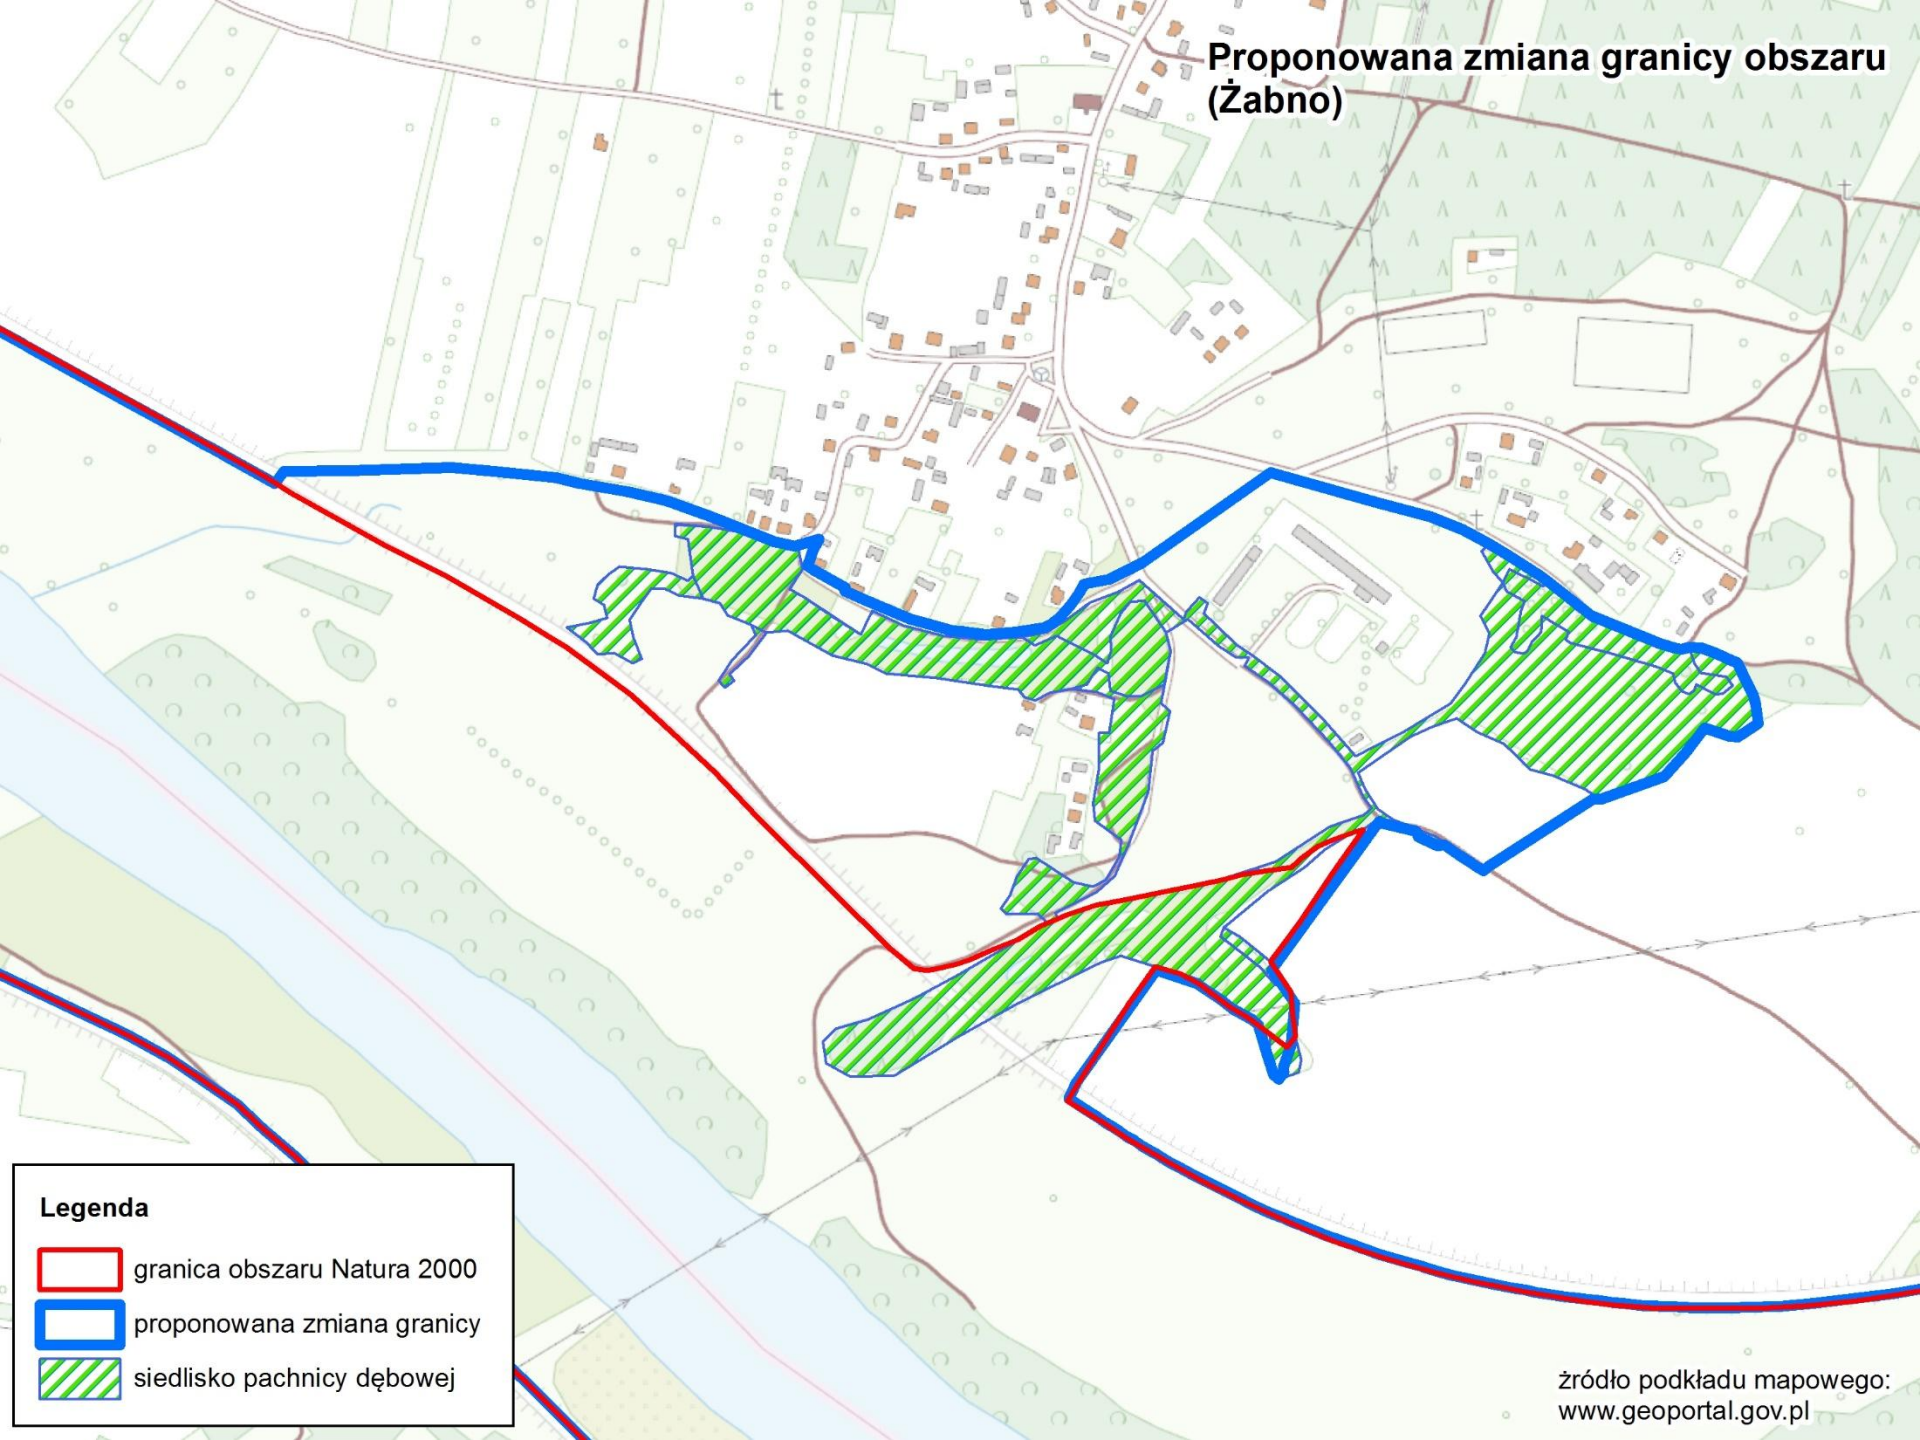 Proponowana zmiana granicy obszaru
(Żabno)
Legenda
granica obszaru Natura 2000
proponowana zmiana granicy
siedlisko pachnicy dębowej
żródło podkładu mapowego:
www.geoportal.gov.pl